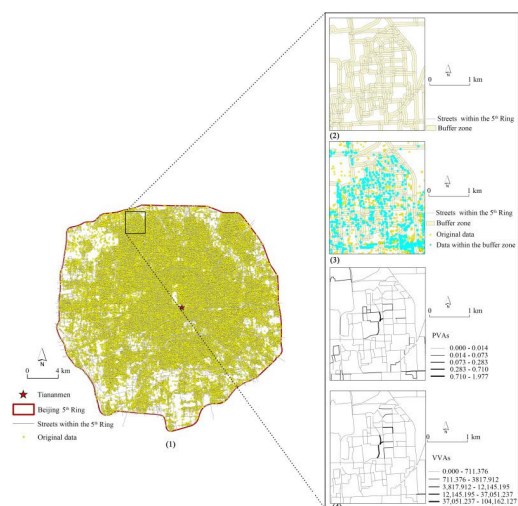 N
0 4 km
Tiananmen
Beijing 5th Ring
Streets within the 5th Ring
Original data
(1)
N
0 1 km
Streets within the 5th Ring
Buffer zone
(2)
N
0 1 km
Streets within the 5th Ring
Buffer zone
Original data
Data within the buffer zone
(3)
N
0 1 km
PVAs
0.000 - 0.014
0.014 - 0.073
0.073 - 0.283
0.283 - 0.710
0.710 - 1.977
N
0 1 km
VVAs
0.000 - 711.376
711.376 - 3817.912
3,817.912 - 12,145.195
12,145.195 - 37,051.237
37,051.237 - 104,162.127